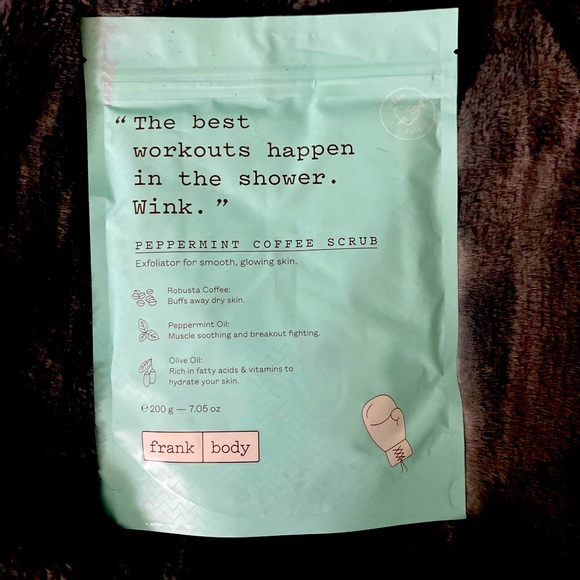 “The best
workouts happen
in the shower.
Wink.”
PEPPERMINT COFFEE SCRUB
Exfoliator for smooth, glowing skin.
Robusta Coffee:
Buffs away dry skin.
Peppermint Oil:
Muscle soothing and breakout fighting.
Olive Oil:
Rich in fatty acids & vitamins to
hydrate your skin.
℮ 200 g — 7.05 oz
frank body